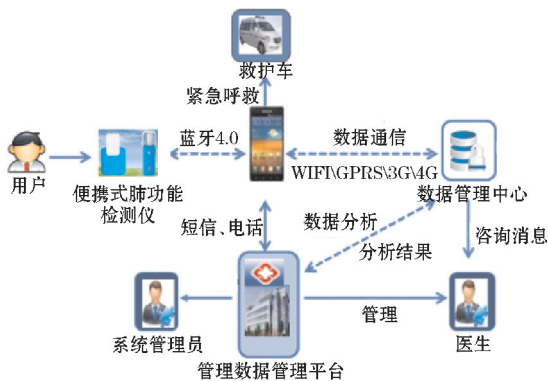 救护车
紧急呼救
蓝牙4.0
数据通信
WIFI\GPRS\3G\4G
用户
便携式肺功能
检测仪
数据管理中心
短信、电话
数据分析
分析结果
咨询消息
管理
系统管理员
管理数据管理平台
医生